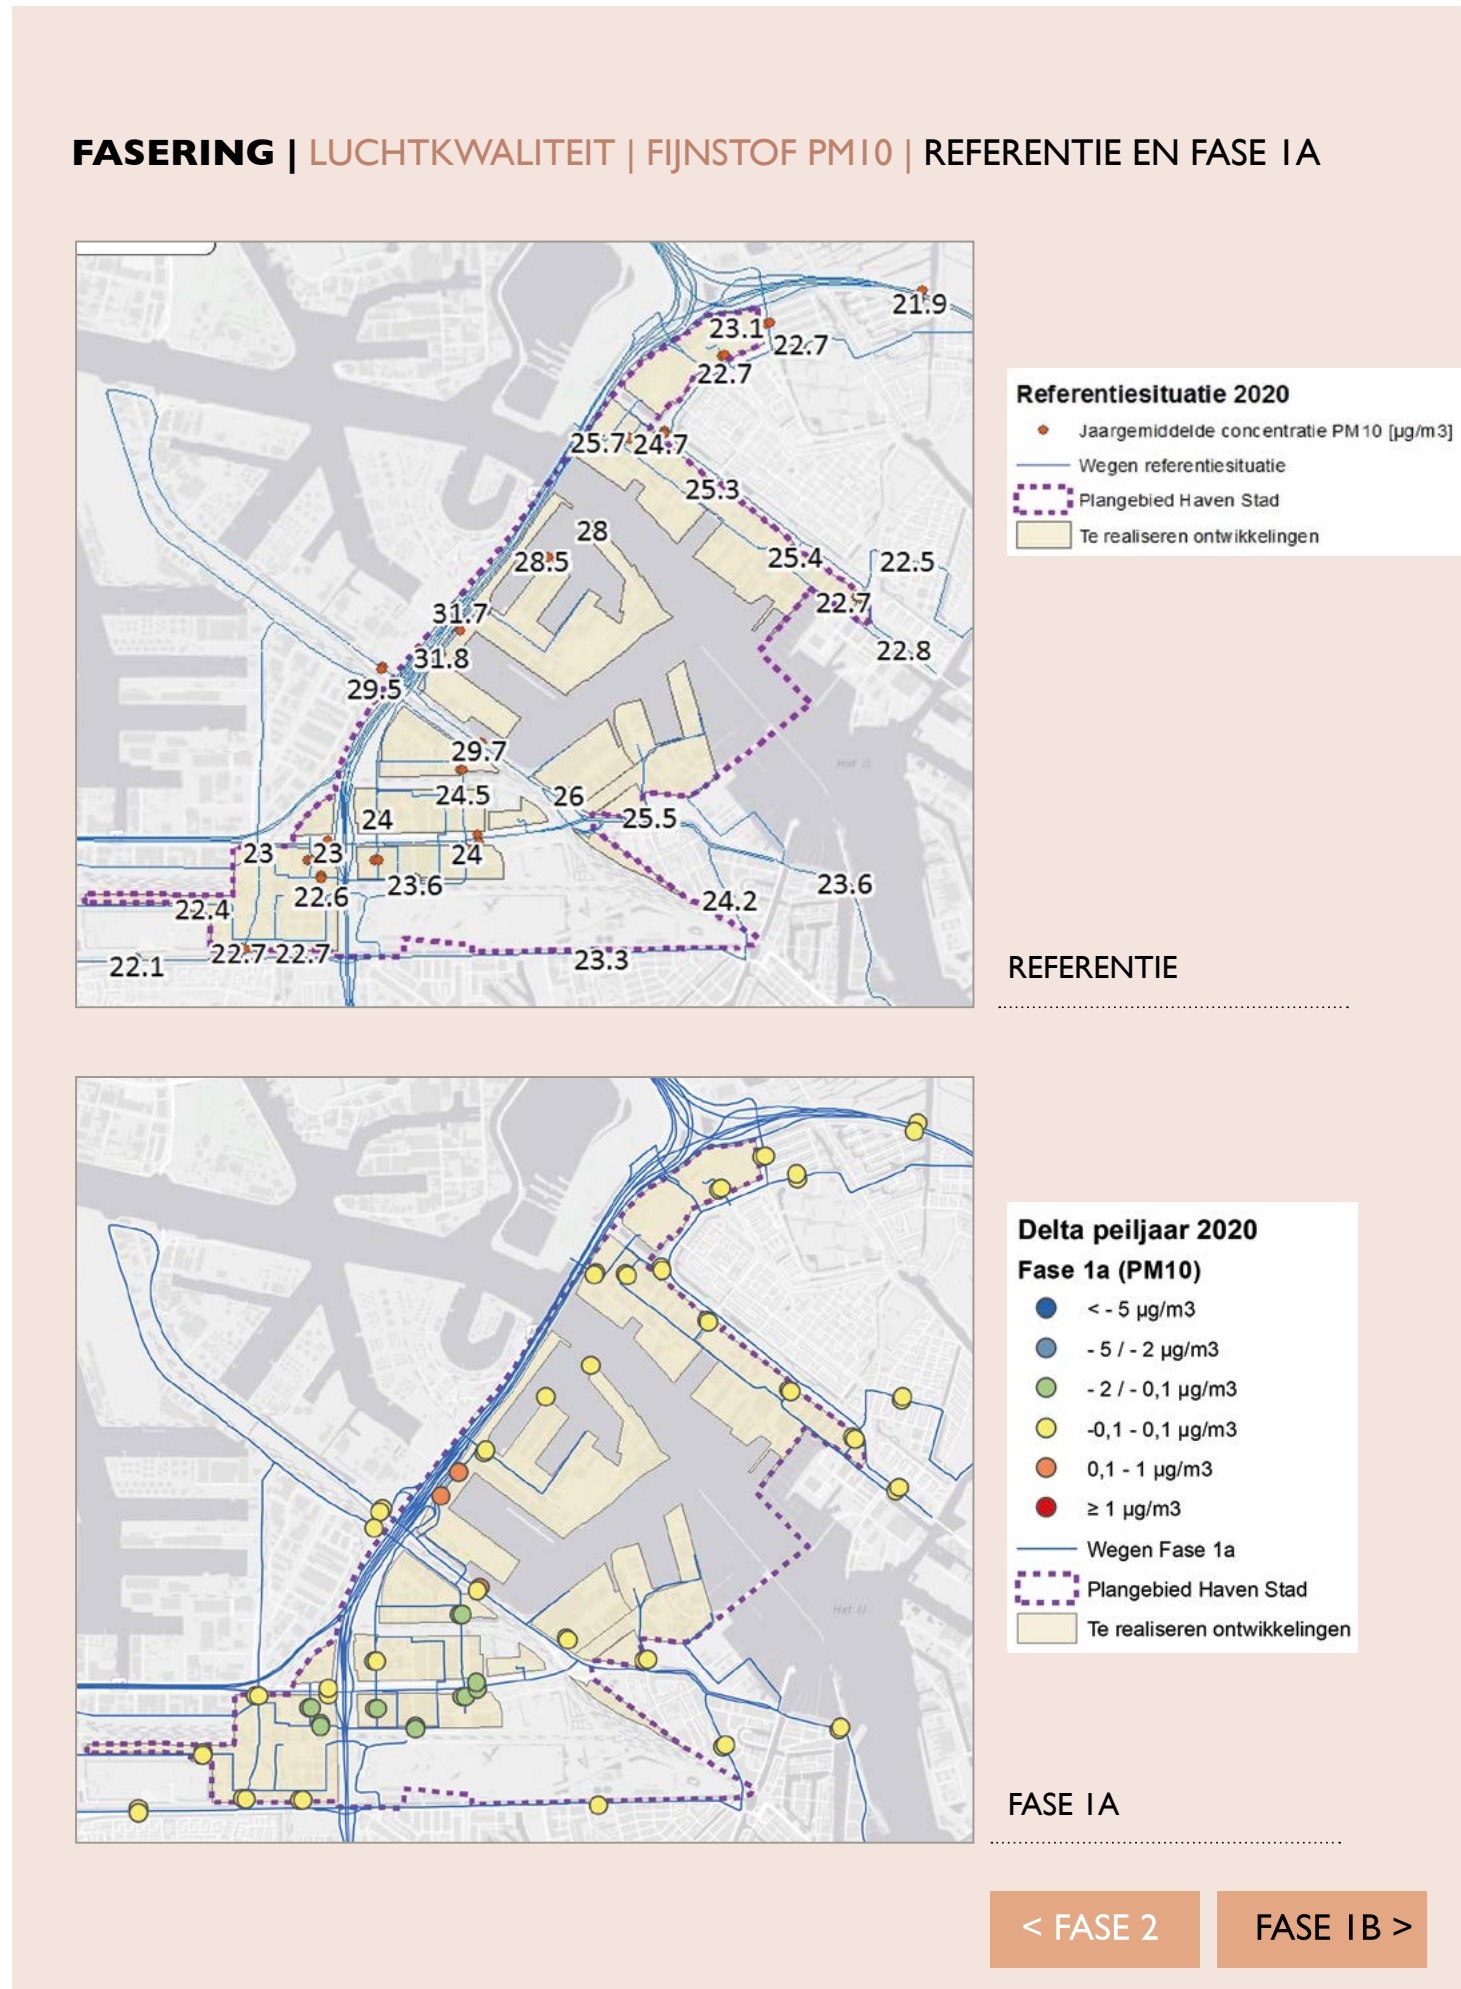 FASERING | LUCHTKWALITEIT | FIJNSTOF PM10 | REFERENTIE EN FASE 1A
21.9
23.1
22.7
22.7
25.7 24.7
25.3
28
28.5
25.4
22.5
22.7
31.7
22.8
31.8
29.5
29.7
24.5
26
24
25.5
23
23
24
23.6
23.6
22.6
24.2
22.4
22.7 22.7
23.3
22.1
Het IJ
Referentiesituatie 2020
Jaargemiddelde concentratie PM10 [µg/m3]
Wegen referentiesituatie
Plangebied Haven Stad
Te realiseren ontwikkelingen
REFERENTIE
Het IJ
Delta peiljaar 2020
Fase 1a (PM10)
< - 5 µg/m3
- 5 / - 2 µg/m3
- 2 / - 0,1 µg/m3
-0,1 - 0,1 µg/m3
0,1 - 1 µg/m3
≥ 1 µg/m3
Wegen Fase 1a
Plangebied Haven Stad
Te realiseren ontwikkelingen
FASE 1A
< FASE 2
FASE 1B >